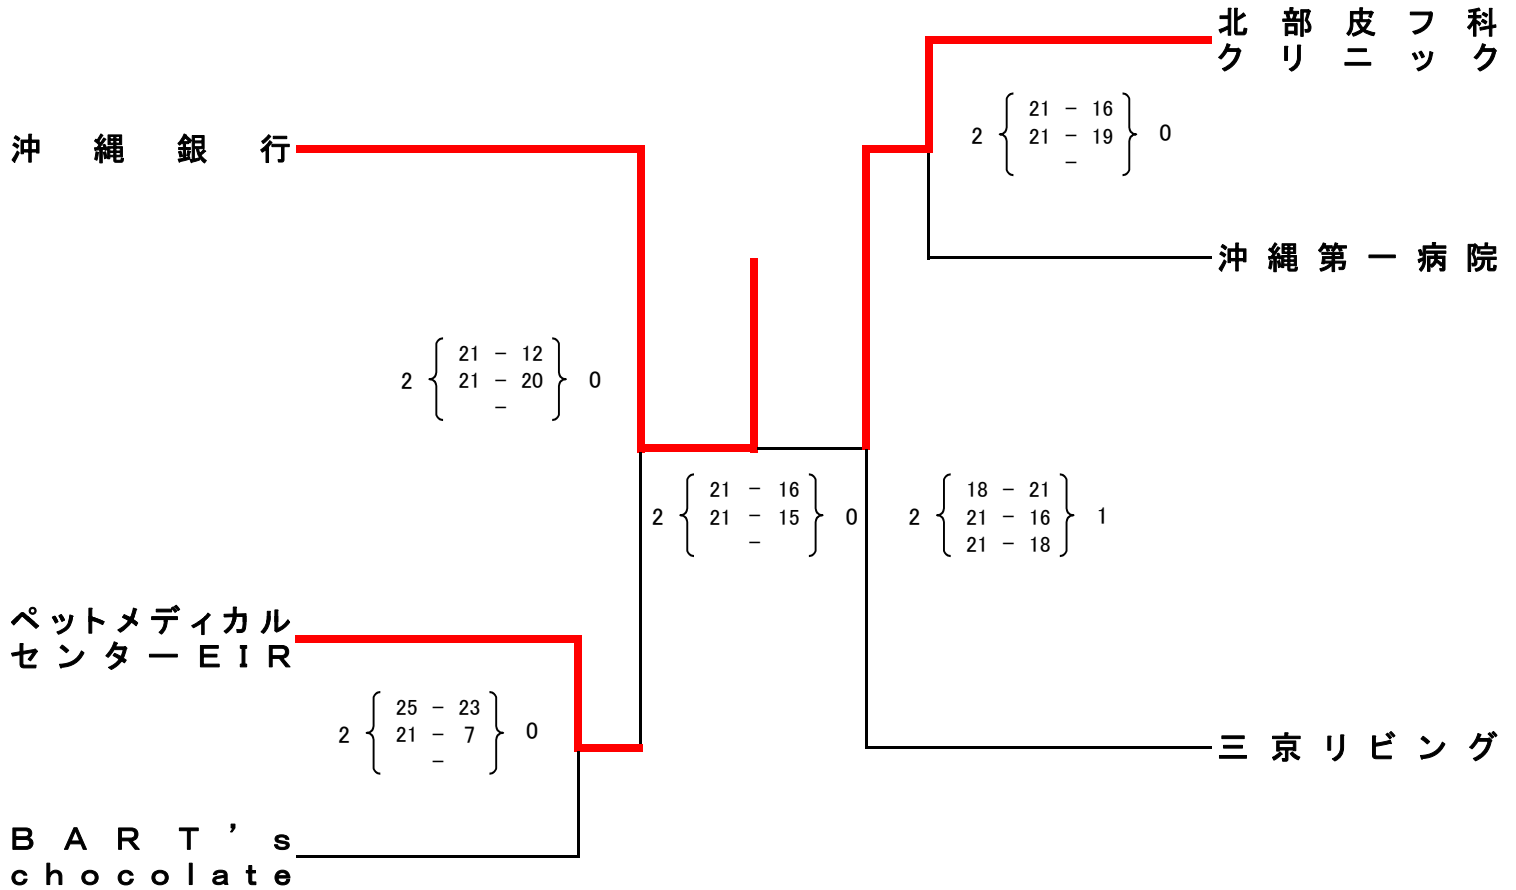 北部皮フ科
クリニック
21 - 16
2 21 - 19 0
-
沖縄銀行
沖縄第一病院
21 - 12
2 21 - 20 0
-
21 - 16
2 21 - 15 0
-
18 - 21
2 21 - 16 1
21 - 18
ペットメディカル
センターEIR
25 - 23
2 21 - 7 0
-
三京リビング
BART’s
chocolate